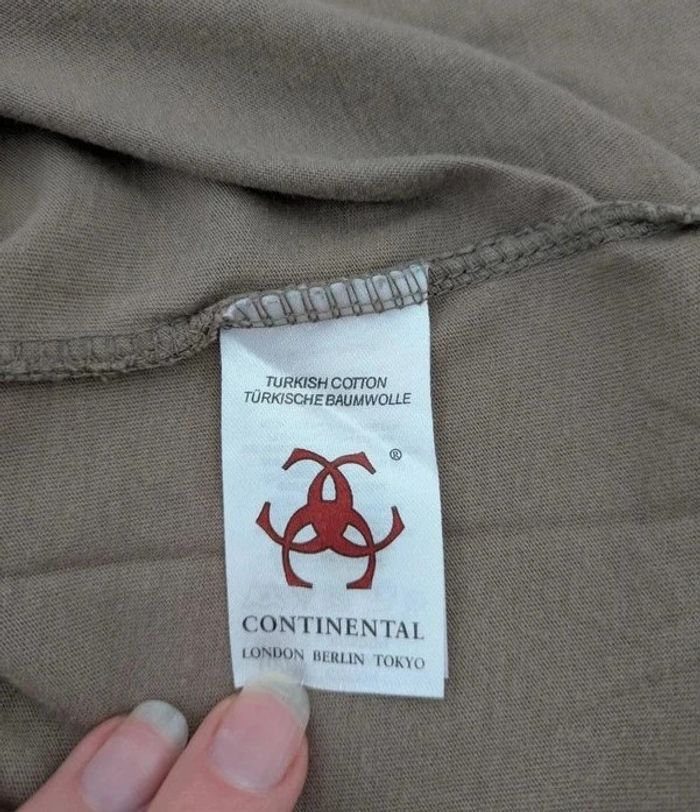 TURKISH COTTON
TÜRKISCHE BAUMWOLLE
®
CONTINENTAL
LONDON BERLIN TOKYO